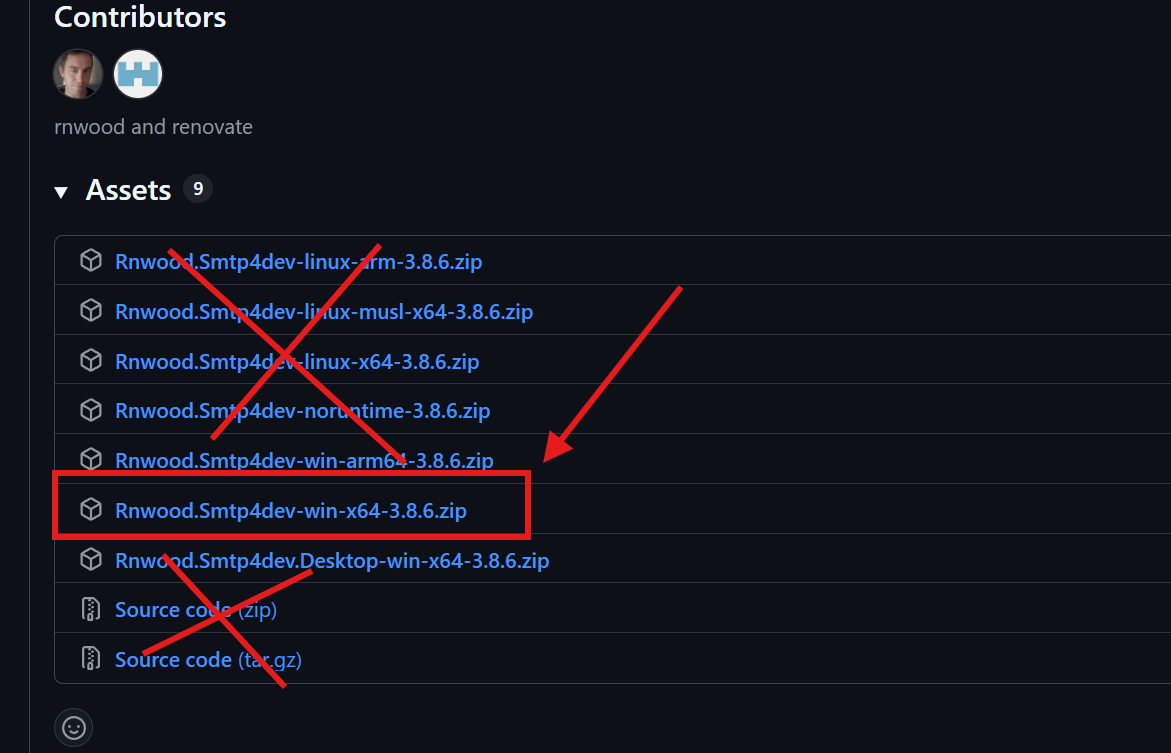 Contributors
rnwood and renovate
Assets 9
Rnwood.Smtp4dev-linux-arm-3.8.6.zip
Rnwood.Smtp4dev-linux-musl-x64-3.8.6.zip
Rnwood.Smtp4dev-linux-x64-3.8.6.zip
Rnwood.Smtp4dev-noruntime-3.8.6.zip
Rnwood.Smtp4dev-win-arm64-3.8.6.zip
Rnwood.Smtp4dev-win-x64-3.8.6.zip
Rnwood.Smtp4dev.Desktop-win-x64-3.8.6.zip
Source code (zip)
Source code (tar.gz)